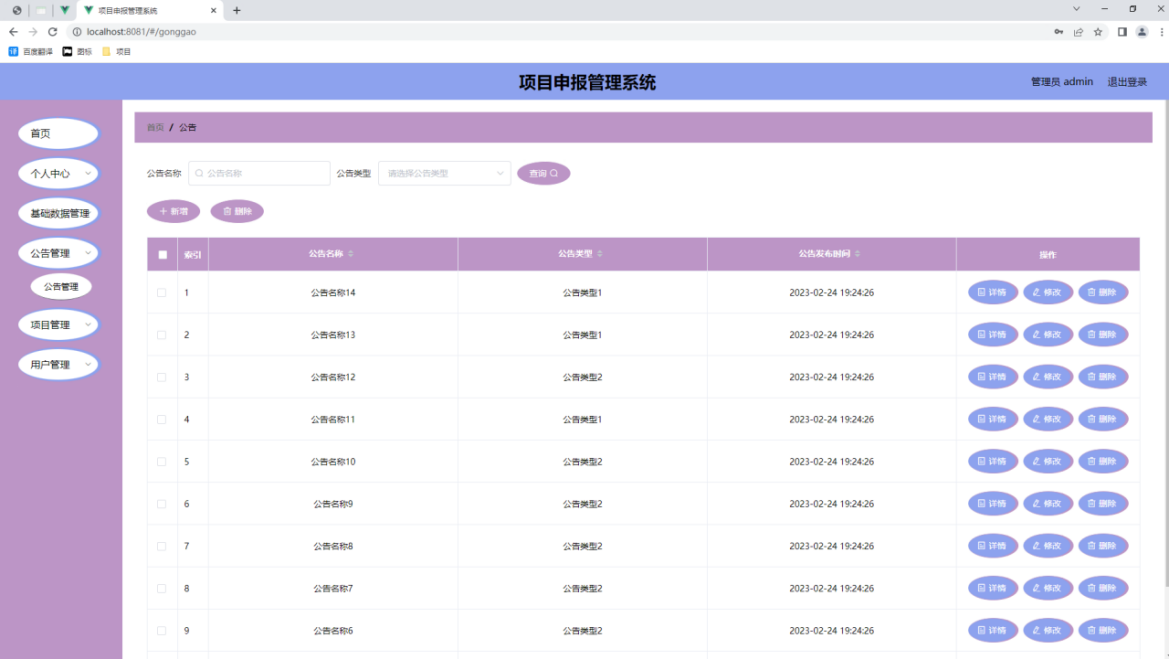 项目申报管理系统
localhost:8081/#/gonggao
百度翻译 图标 项目
项目申报管理系统
管理员 admin 退出登录
首页
个人中心
基础数据管理
公告管理
公告管理
项目管理
用户管理
首页 / 公告
公告名称 公告名称 公告类型 请选择公告类型 查询
新增 删除
索引 公告名称 公告类型 公告发布时间 操作
1 公告名称14 公告类型1 2023-02-24 19:24:26 详情 修改 删除
2 公告名称13 公告类型1 2023-02-24 19:24:26 详情 修改 删除
3 公告名称12 公告类型2 2023-02-24 19:24:26 详情 修改 删除
4 公告名称11 公告类型1 2023-02-24 19:24:26 详情 修改 删除
5 公告名称10 公告类型2 2023-02-24 19:24:26 详情 修改 删除
6 公告名称9 公告类型2 2023-02-24 19:24:26 详情 修改 删除
7 公告名称8 公告类型2 2023-02-24 19:24:26 详情 修改 删除
8 公告名称7 公告类型2 2023-02-24 19:24:26 详情 修改 删除
9 公告名称6 公告类型2 2023-02-24 19:24:26 详情 修改 删除